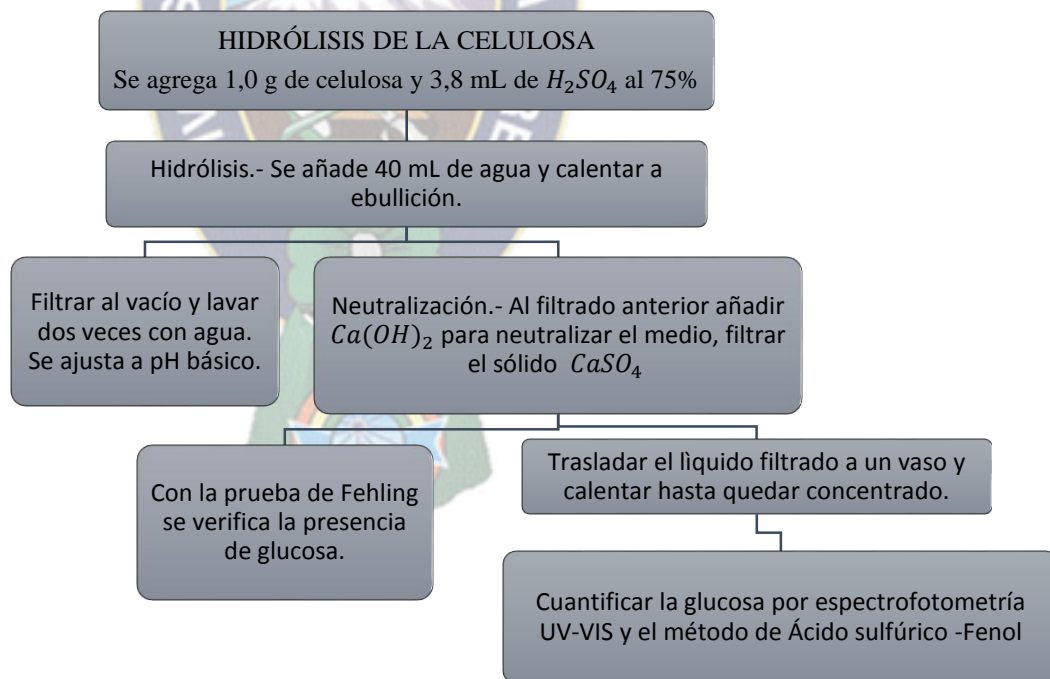 HIDRÓLISIS DE LA CELULOSA
Se agrega 1,0 g de celulosa y 3,8 mL de H₂SO₄ al 75%
Hidrólisis.- Se añade 40 mL de agua y calentar a
ebullición.
Filtrar al vacío y lavar
dos veces con agua.
Se ajusta a pH básico.
Neutralización.- Al filtrado anterior añadir
Ca(OH)₂ para neutralizar el medio, filtrar
el sólido CaSO₄
Con la prueba de Fehling
se verifica la presencia
de glucosa.
Trasladar el lìquido filtrado a un vaso y
calentar hasta quedar concentrado.
Cuantificar la glucosa por espectrofotometría
UV-VIS y el método de Ácido sulfúrico -Fenol